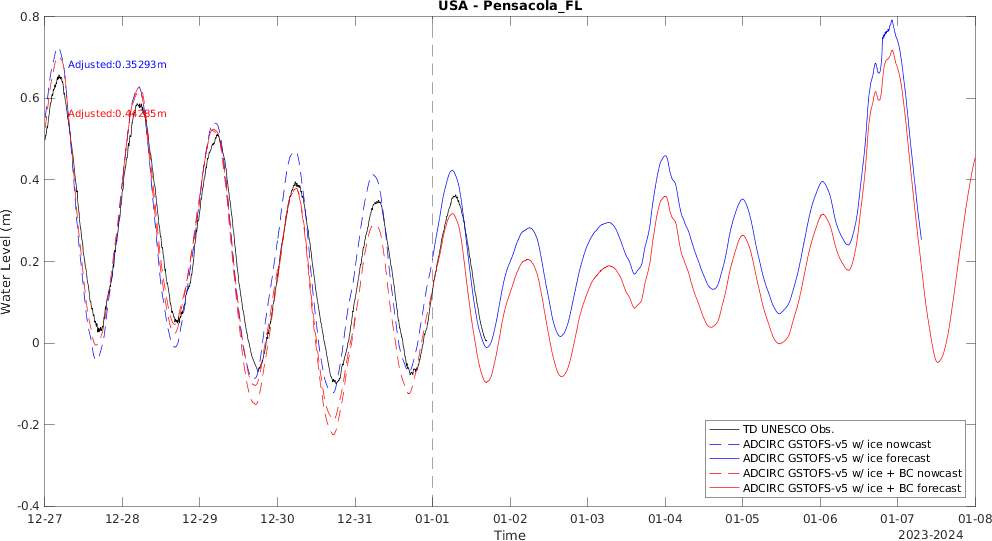 USA - Pensacola_FL
0.8
Adjusted:0.35293m
0.6
Adjusted:0.44285m
0.4
0.2
0
-0.2
-0.4
Water Level (m)
TD UNESCO Obs.
ADCIRC GSTOFS-v5 w/ ice nowcast
ADCIRC GSTOFS-v5 w/ ice forecast
ADCIRC GSTOFS-v5 w/ ice + BC nowcast
ADCIRC GSTOFS-v5 w/ ice + BC forecast
12-27 12-28 12-29 12-30 12-31 01-01 01-02 01-03 01-04 01-05 01-06 01-07 01-08
Time
2023-2024